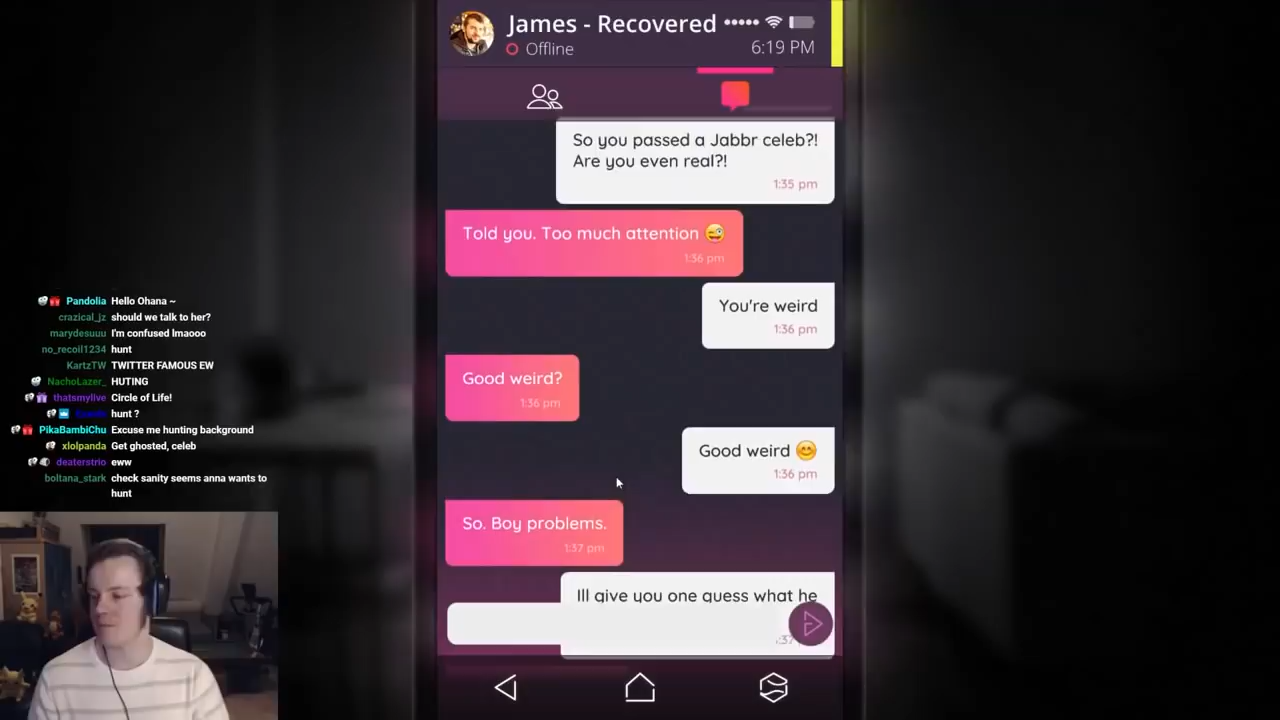 James - Recovered
Offline
6:19 PM
So you passed a Jabbr celeb?!
Are you even real?!
1:35 pm
Told you. Too much attention 😜
1:36 pm
You're weird
1:36 pm
Good weird?
1:36 pm
Good weird 😊
1:36 pm
So. Boy problems.
1:37 pm
Ill give you one guess what he
Pandolia Hello Ohana ~
crazical_jz should we talk to her?
marydesuuu I'm confused lmaooo
no_recoil1234 hunt
KartzTW TWITTER FAMOUS EW
NachoLazer_ HUTING
thatsmylive Circle of Life!
hunt ?
PikaBambiChu Excuse me hunting background
xlolpanda Get ghosted, celeb
deaterstrio eww
boltana_stark check sanity seems anna wants to
hunt